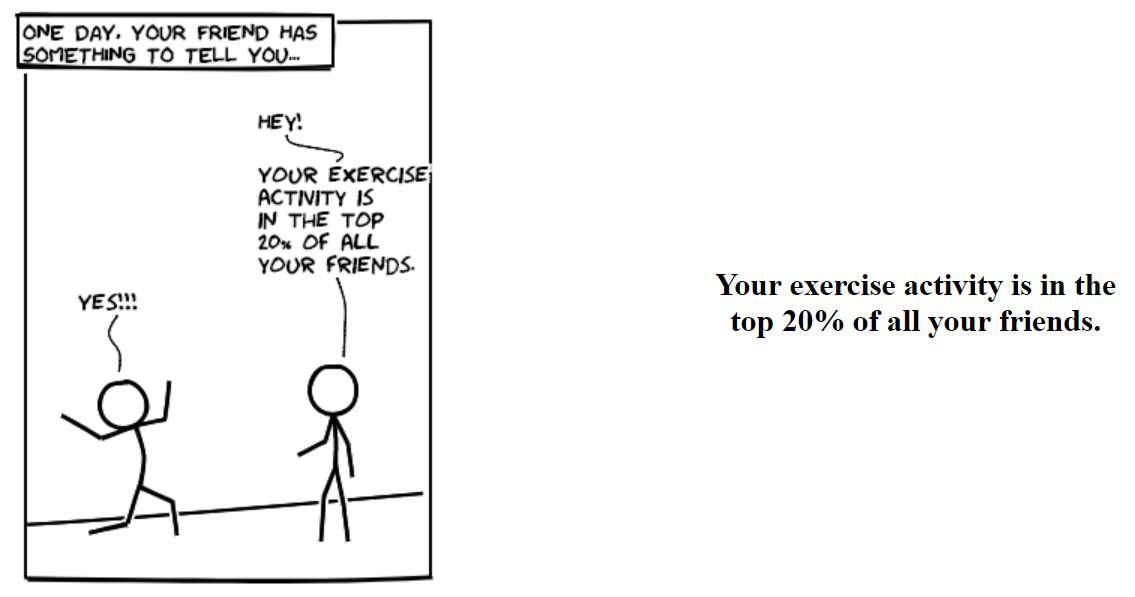 ONE DAY, YOUR FRIEND HAS
SOMETHING TO TELL YOU...
HEY!
YOUR EXERCISE
ACTIVITY IS
IN THE TOP
20% OF ALL
YOUR FRIENDS.
YES!!!
Your exercise activity is in the
top 20% of all your friends.